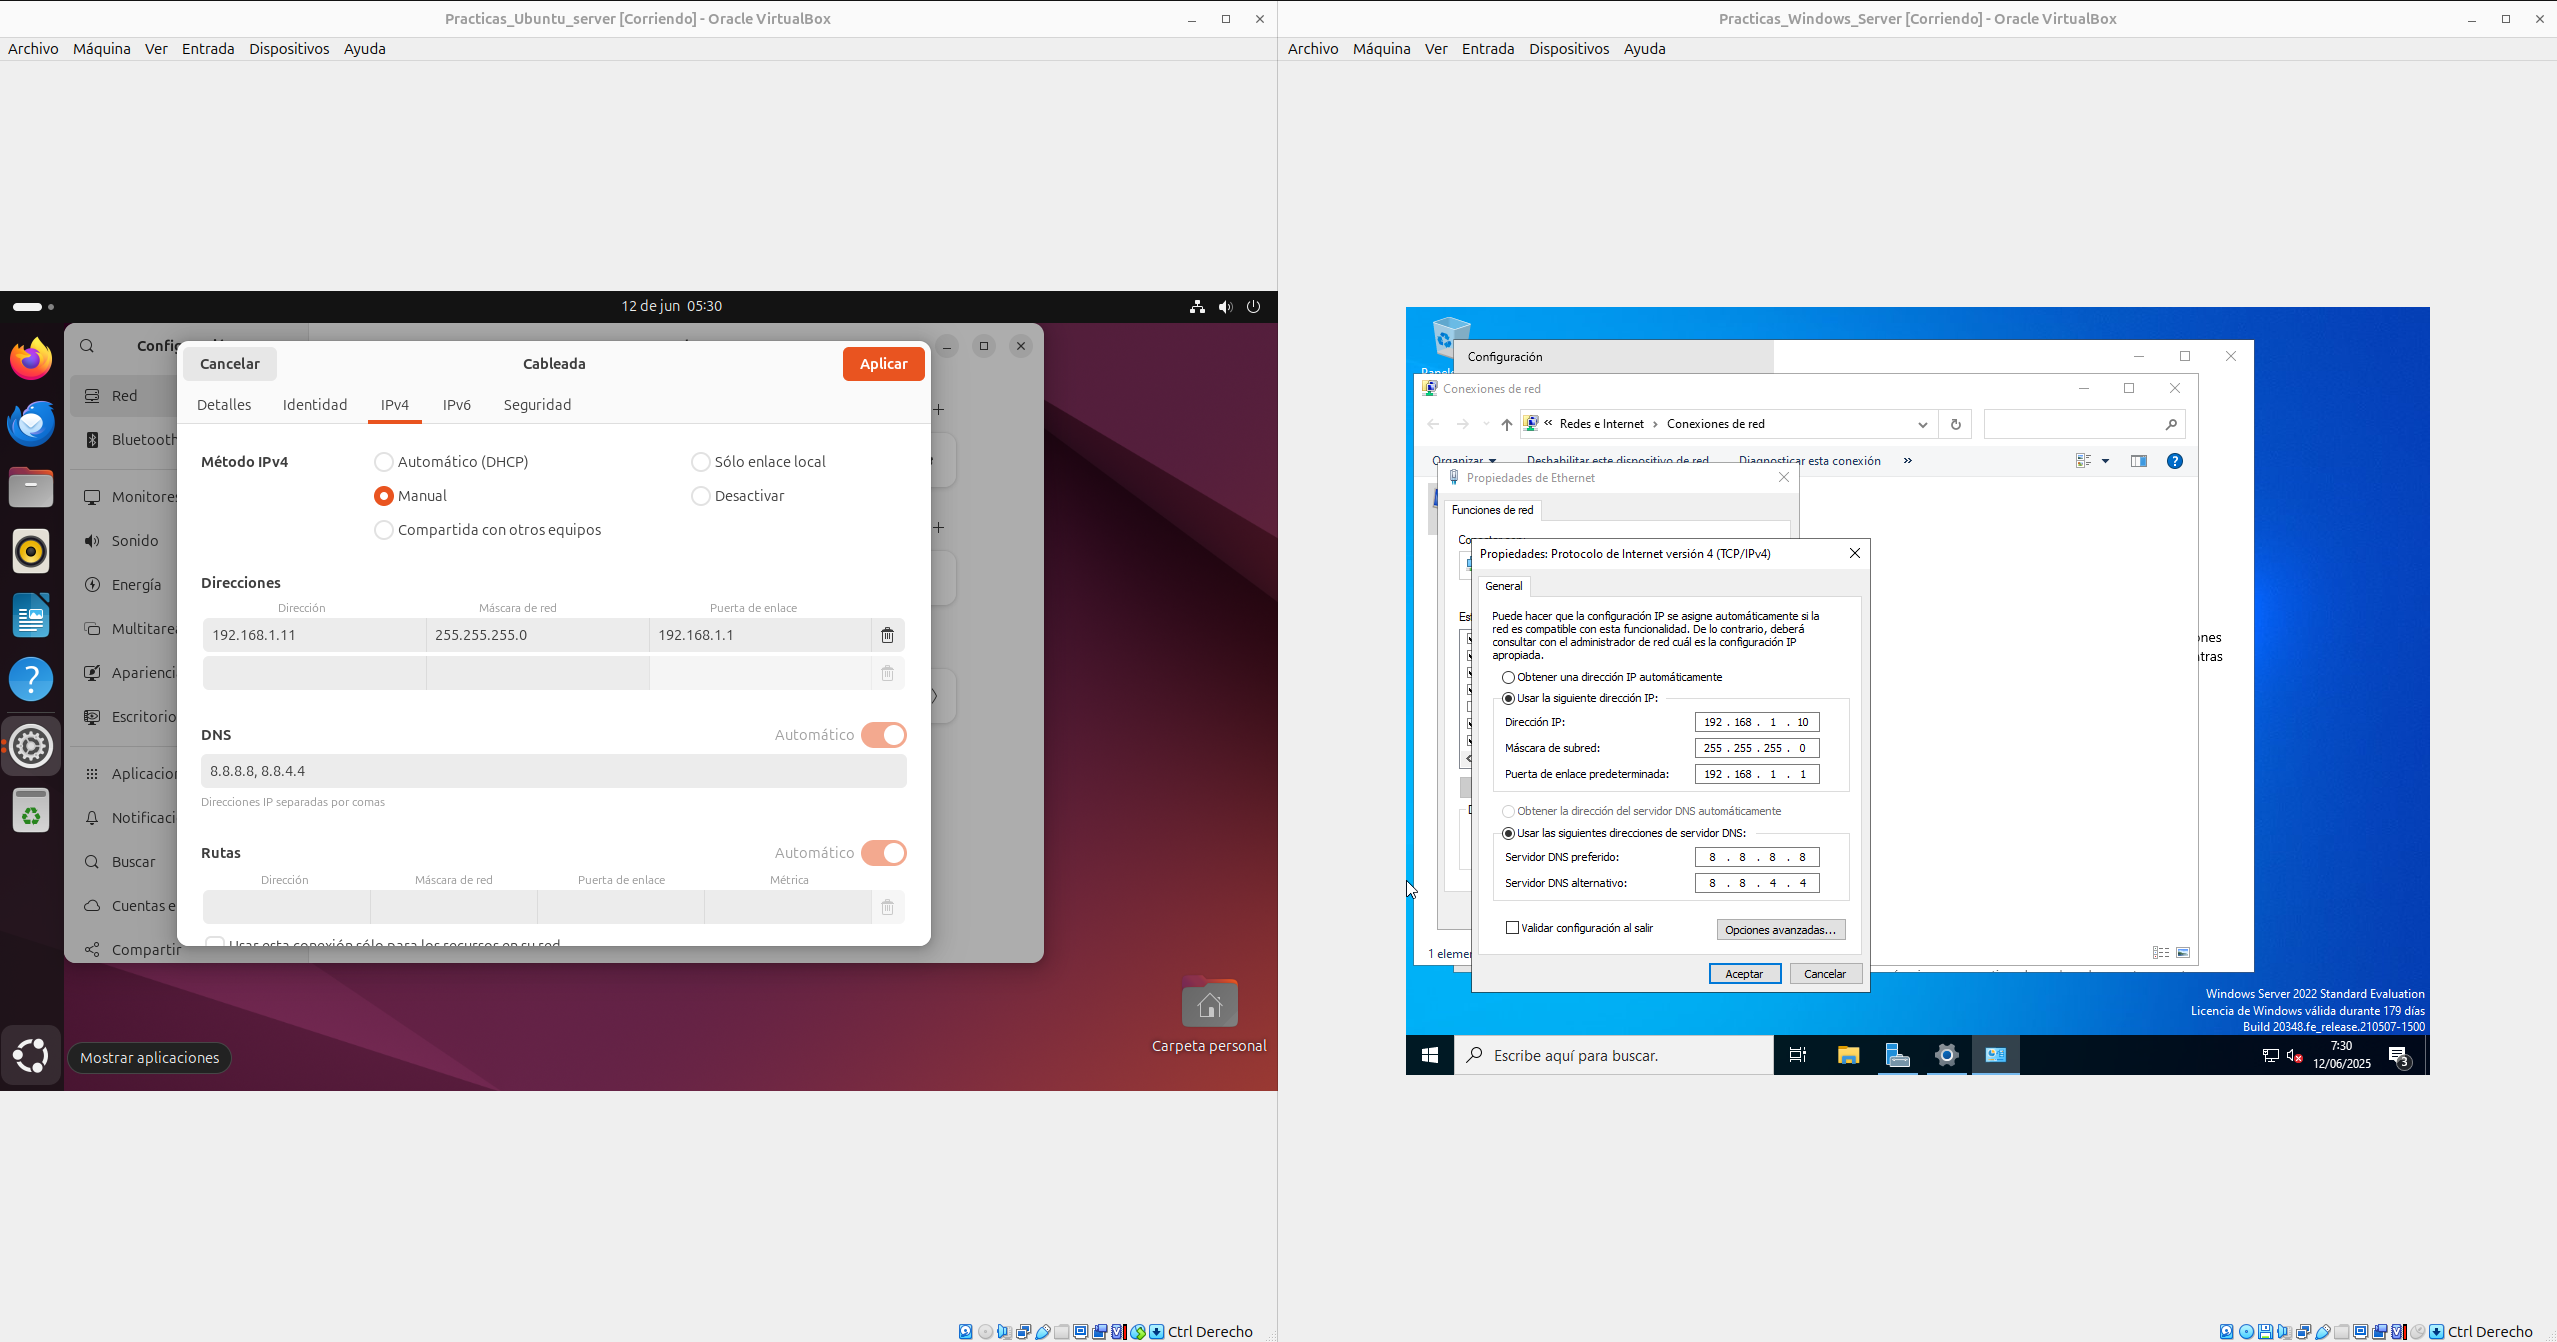 Practicas_Ubuntu_server [Corriendo] - Oracle VirtualBox
Archivo Máquina Ver Entrada Dispositivos Ayuda
12 de jun 05:30
Cancelar
Cableada
Aplicar
Detalles Identidad IPv4 IPv6 Seguridad
Red
Bluetooth
Monitores
Sonido
Energía
Multitarea
Aparienci
Escritorio
Aplicacio
Notificaci
Buscar
Cuentas e
Compartir
Método IPv4
Automático (DHCP)
Sólo enlace local
Manual
Desactivar
Compartida con otros equipos
Direcciones
Dirección Máscara de red Puerta de enlace
192.168.1.11 255.255.255.0 192.168.1.1
DNS
Automático
8.8.8.8, 8.8.4.4
Direcciones IP separadas por comas
Rutas
Automático
Dirección Máscara de red Puerta de enlace Métrica
Usar esta conexión sólo para los recursos en su red
Carpeta personal
Mostrar aplicaciones
Ctrl Derecho
Practicas_Windows_Server [Corriendo] - Oracle VirtualBox
Archivo Máquina Ver Entrada Dispositivos Ayuda
Configuración
Conexiones de red
« Redes e Internet › Conexiones de red
Organizar Deshabilitar este dispositivo de red Diagnosticar esta conexión »
Propiedades de Ethernet
Funciones de red
Propiedades: Protocolo de Internet versión 4 (TCP/IPv4)
General
Puede hacer que la configuración IP se asigne automáticamente si la
red es compatible con esta funcionalidad. De lo contrario, deberá
consultar con el administrador de red cuál es la configuración IP
apropiada.
Obtener una dirección IP automáticamente
Usar la siguiente dirección IP:
Dirección IP: 192 . 168 . 1 . 10
Máscara de subred: 255 . 255 . 255 . 0
Puerta de enlace predeterminada: 192 . 168 . 1 . 1
Obtener la dirección del servidor DNS automáticamente
Usar las siguientes direcciones de servidor DNS:
Servidor DNS preferido: 8 . 8 . 8 . 8
Servidor DNS alternativo: 8 . 8 . 4 . 4
Validar configuración al salir
Opciones avanzadas...
Aceptar
Cancelar
ones
tras
1 elemen
Windows Server 2022 Standard Evaluation
Licencia de Windows válida durante 179 días
Build 20348.fe_release.210507-1500
Escribe aquí para buscar.
7:30
12/06/2025
3
Ctrl Derecho